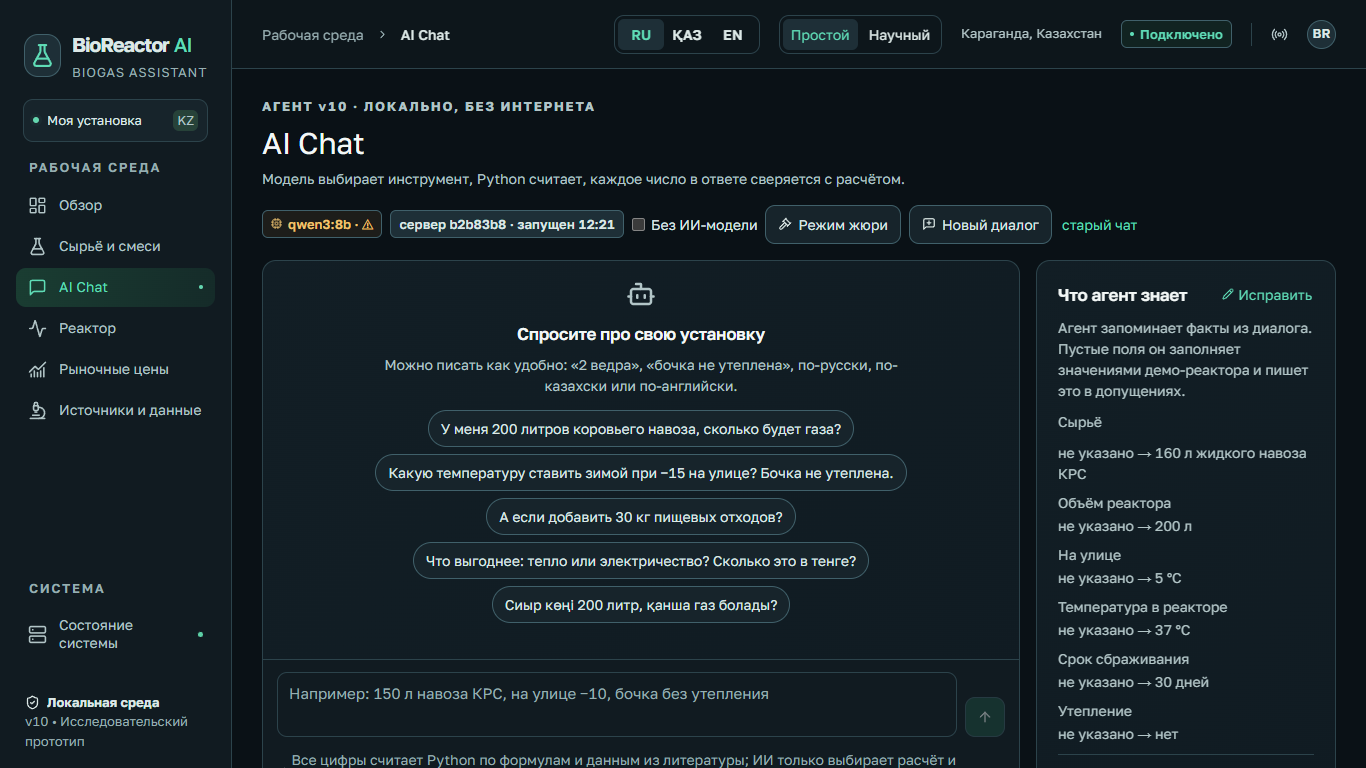 BioReactor AI
BIOGAS ASSISTANT
Моя установка KZ
РАБОЧАЯ СРЕДА
Обзор
Сырьё и смеси
AI Chat
Реактор
Рыночные цены
Источники и данные
СИСТЕМА
Состояние
системы
Локальная среда
v10 • Исследовательский
прототип
Рабочая среда › AI Chat
RU ҚАЗ EN
Простой Научный
Караганда, Казахстан
• Подключено
BR
АГЕНТ v10 · ЛОКАЛЬНО, БЕЗ ИНТЕРНЕТА
AI Chat
Модель выбирает инструмент, Python считает, каждое число в ответе сверяется с расчётом.
qwen3:8b · ⚠
сервер b2b83b8 · запущен 12:21
Без ИИ-модели
Режим жюри
Новый диалог
старый чат
Спросите про свою установку
Можно писать как удобно: «2 ведра», «бочка не утеплена», по-русски, по-
казахски или по-английски.
У меня 200 литров коровьего навоза, сколько будет газа?
Какую температуру ставить зимой при −15 на улице? Бочка не утеплена.
А если добавить 30 кг пищевых отходов?
Что выгоднее: тепло или электричество? Сколько это в тенге?
Сиыр көңі 200 литр, қанша газ болады?
Например: 150 л навоза КРС, на улице −10, бочка без утепления
Все цифры считает Python по формулам и данным из литературы; ИИ только выбирает расчёт и
Что агент знает
Исправить
Агент запоминает факты из диалога.
Пустые поля он заполняет
значениями демо-реактора и пишет
это в допущениях.
Сырьё
не указано → 160 л жидкого навоза
КРС
Объём реактора
не указано → 200 л
На улице
не указано → 5 °C
Температура в реакторе
не указано → 37 °C
Срок сбраживания
не указано → 30 дней
Утепление
не указано → нет